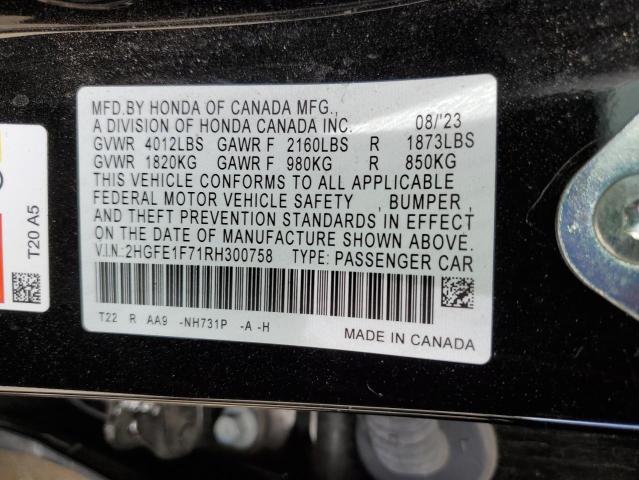 MFD.BY HONDA OF CANADA MFG.,
A DIVISION OF HONDA CANADA INC. 08/'23
GVWR 4012LBS GAWR F 2160LBS R 1873LBS
GVWR 1820KG GAWR F 980KG R 850KG
THIS VEHICLE CONFORMS TO ALL APPLICABLE
FEDERAL MOTOR VEHICLE SAFETY , BUMPER ,
AND THEFT PREVENTION STANDARDS IN EFFECT
ON THE DATE OF MANUFACTURE SHOWN ABOVE.
V.I.N.:2HGFE1F71RH300758 TYPE: PASSENGER CAR
T22 R AA9 -NH731P -A -H
MADE IN CANADA
T20 A5